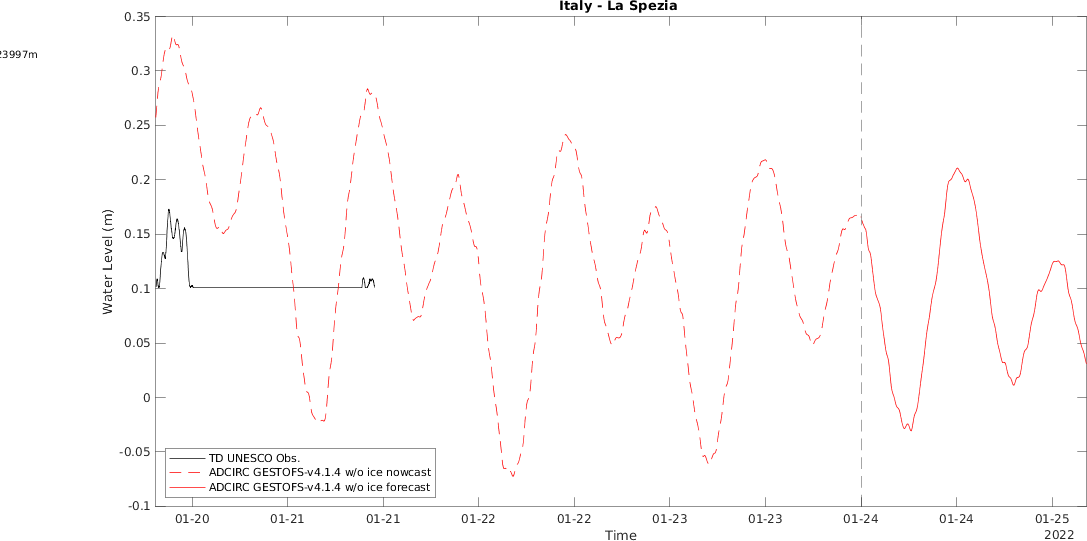 Italy - La Spezia
23997m
0.35
0.3
0.25
0.2
0.15
0.1
0.05
0
-0.05
-0.1
Water Level (m)
TD UNESCO Obs.
ADCIRC GESTOFS-v4.1.4 w/o ice nowcast
ADCIRC GESTOFS-v4.1.4 w/o ice forecast
01-20 01-21 01-21 01-22 01-22 01-23 01-23 01-24 01-24 01-25
Time 2022